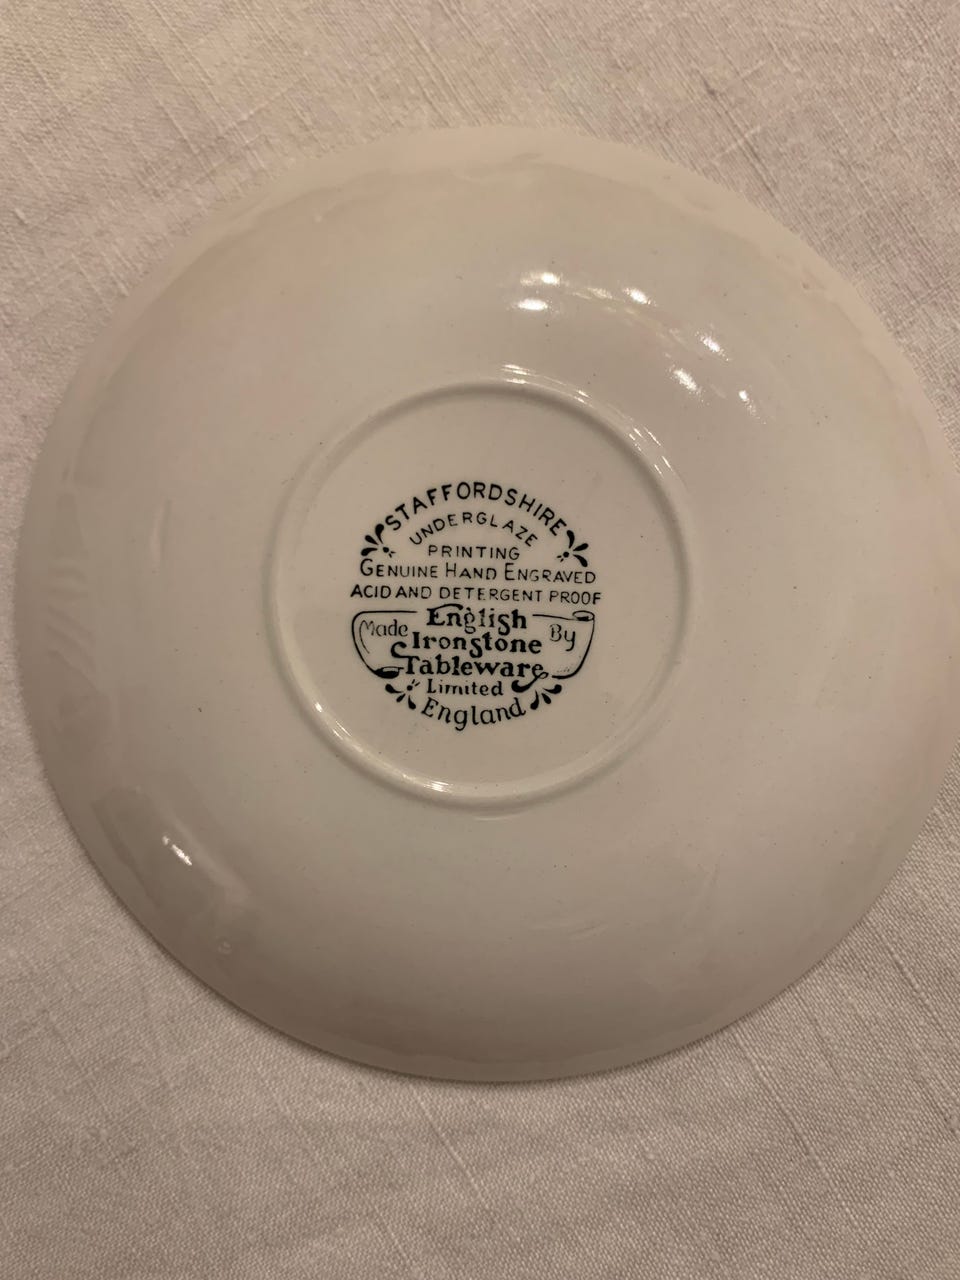 STAFFORDSHIRE
UNDERGLAZE
PRINTING
GENUINE HAND ENGRAVED
ACID AND DETERGENT PROOF
Made English By
Ironstone
Tableware
Limited
England